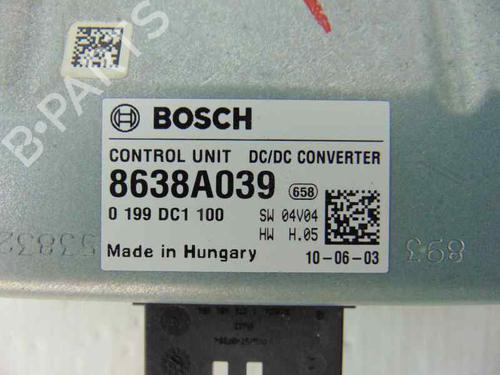 B-PARTS
BOSCH
CONTROL UNIT DC/DC CONVERTER
8638A039 658
0 199 DC1 100 SW 04V04
HW H.05
Made in Hungary 10-06-03
893